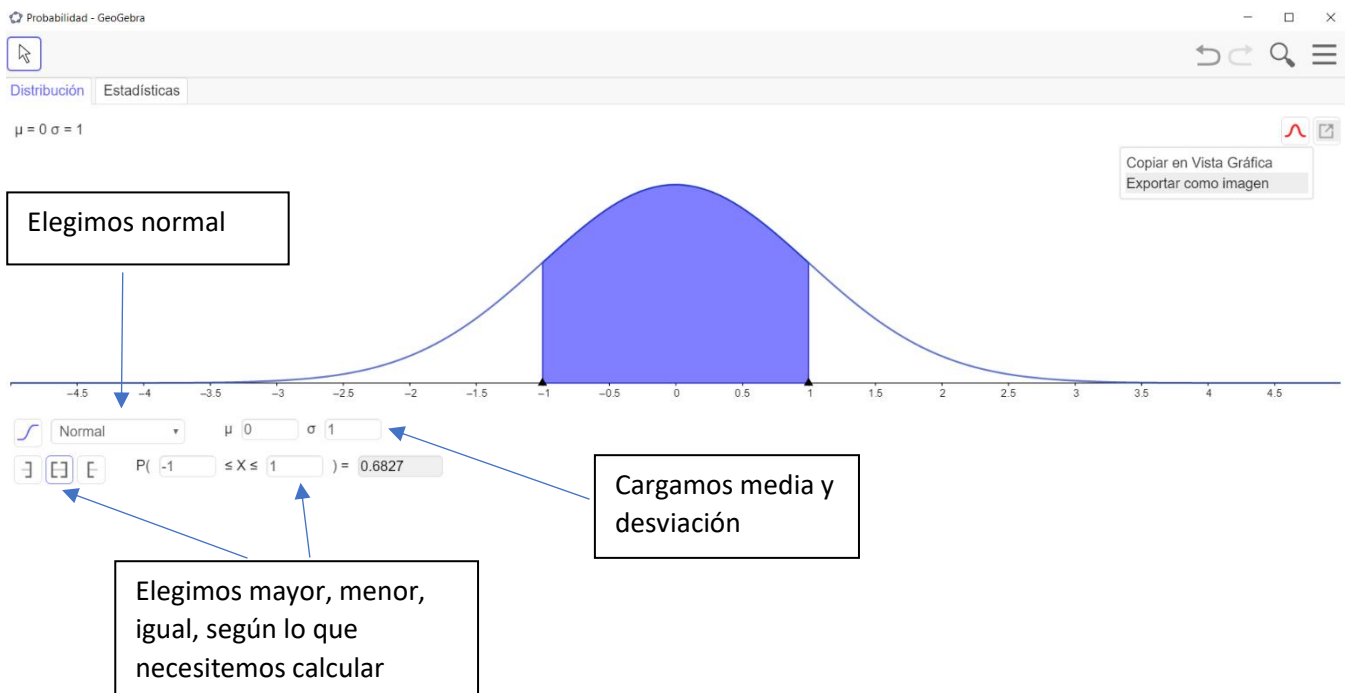 Probabilidad - GeoGebra
Distribución Estadísticas
μ = 0 σ = 1
Copiar en Vista Gráfica
Exportar como imagen
Elegimos normal
–4.5 –4 –3.5 –3 –2.5 –2 –1.5 –1 –0.5 0 0.5 1 1.5 2 2.5 3 3.5 4 4.5
Normal μ 0 σ 1
P( -1 ≤ X ≤ 1 ) = 0.6827
Cargamos media y
desviación
Elegimos mayor, menor,
igual, según lo que
necesitemos calcular